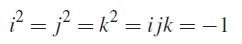 i² = j² = k² = ijk = −1